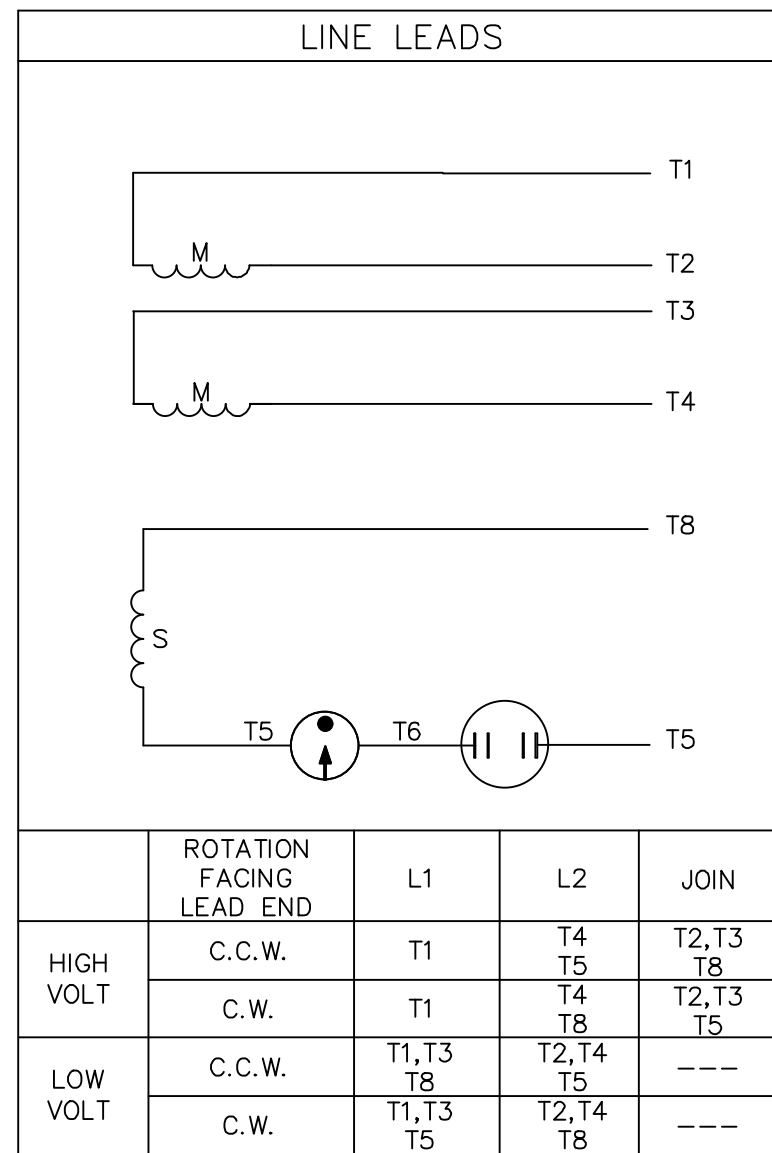 LINE LEADS
T1
M
T2
T3
M
T4
T8
S
T5 T6 T5
ROTATION
FACING
LEAD END
L1
L2
JOIN
HIGH
VOLT
C.C.W.
T1
T4
T5
T2,T3
T8
C.W.
T1
T4
T8
T2,T3
T5
LOW
VOLT
C.C.W.
T1,T3
T8
T2,T4
T5
---
C.W.
T1,T3
T5
T2,T4
T8
---